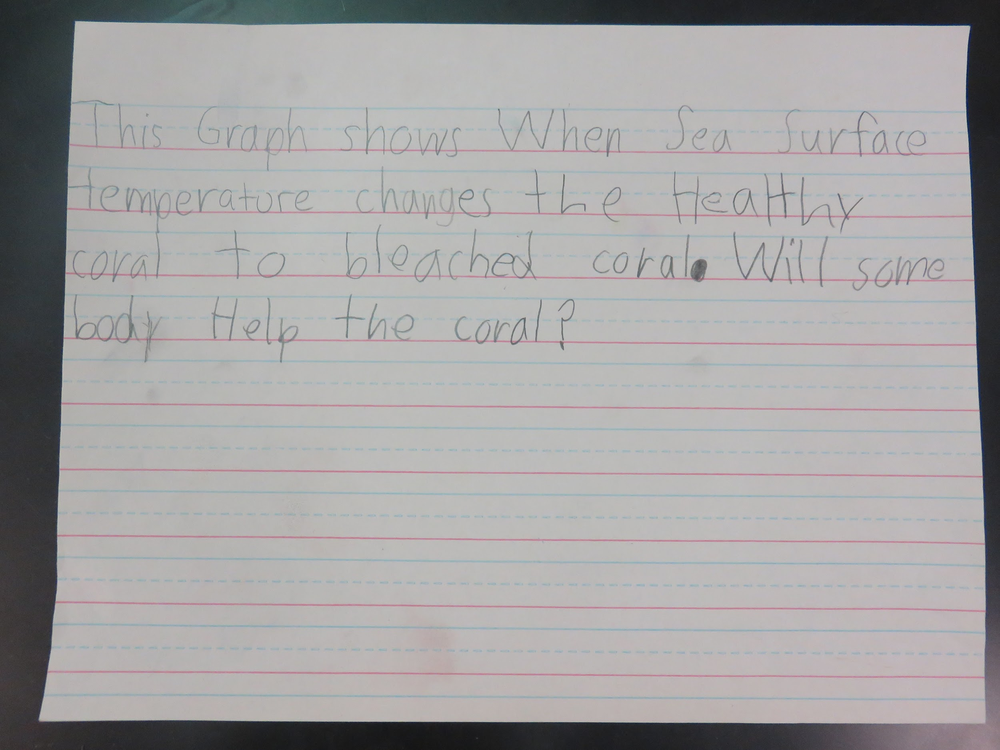 This Graph shows When Sea Surface
temperature changes the Healthy
coral to bleached coral. Will some
body Help the coral?